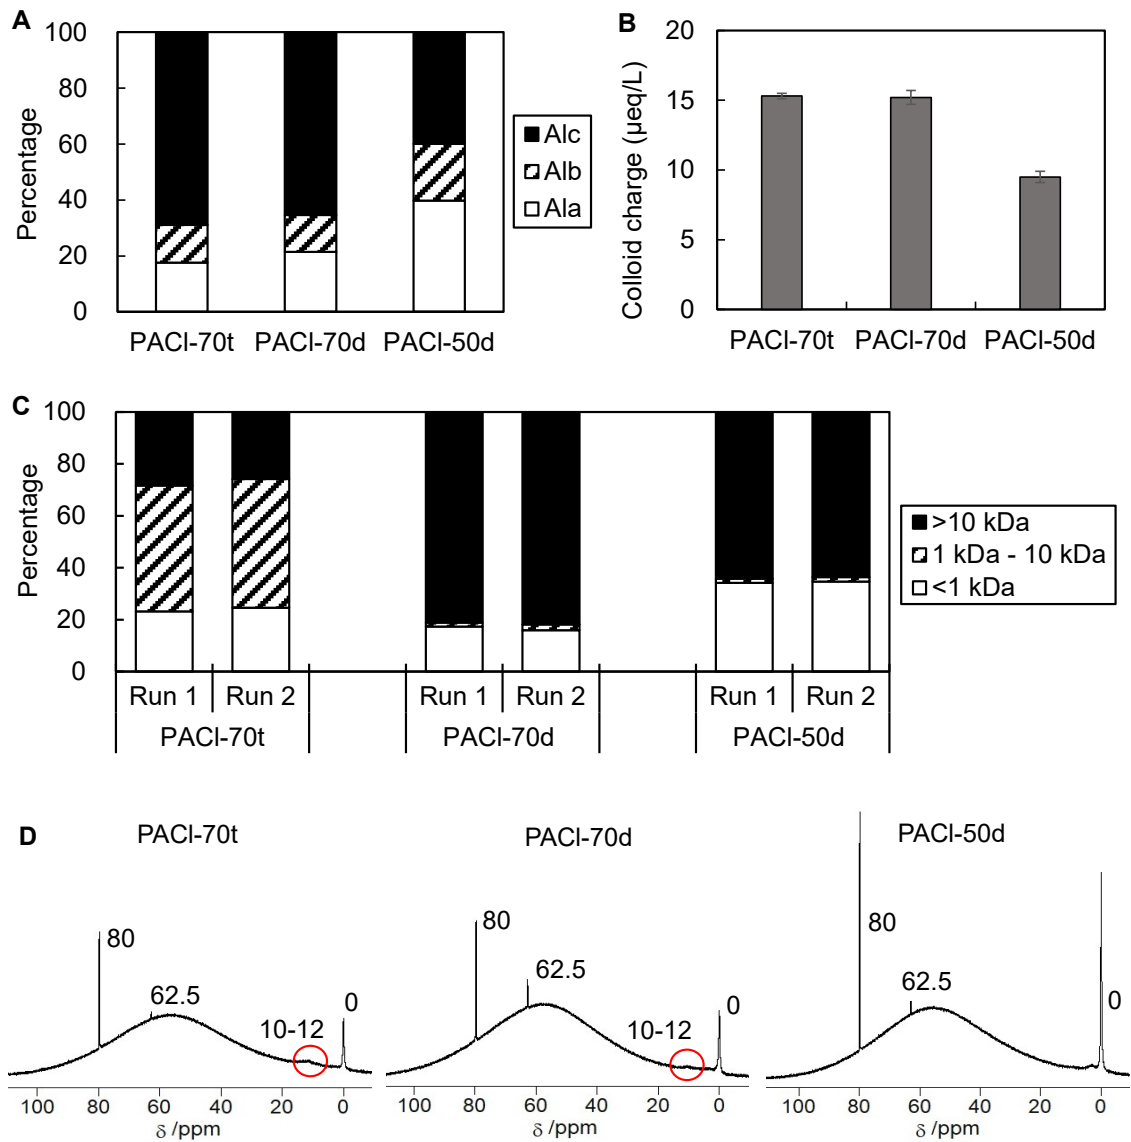 A
Percentage
100
80
60
40
20
0
PACl-70t PACl-70d PACl-50d
Alc
Alb
Ala
B
Colloid charge (µeq/L)
20
15
10
5
0
PACl-70t PACl-70d PACl-50d
C
Percentage
100
80
60
40
20
0
Run 1 Run 2 Run 1 Run 2 Run 1 Run 2
PACl-70t PACl-70d PACl-50d
>10 kDa
1 kDa - 10 kDa
<1 kDa
D
PACl-70t
80
62.5
10-12
0
100 80 60 40 20 0
δ /ppm
PACl-70d
80
62.5
10-12
0
100 80 60 40 20 0
δ /ppm
PACl-50d
80
62.5
0
100 80 60 40 20 0
δ /ppm